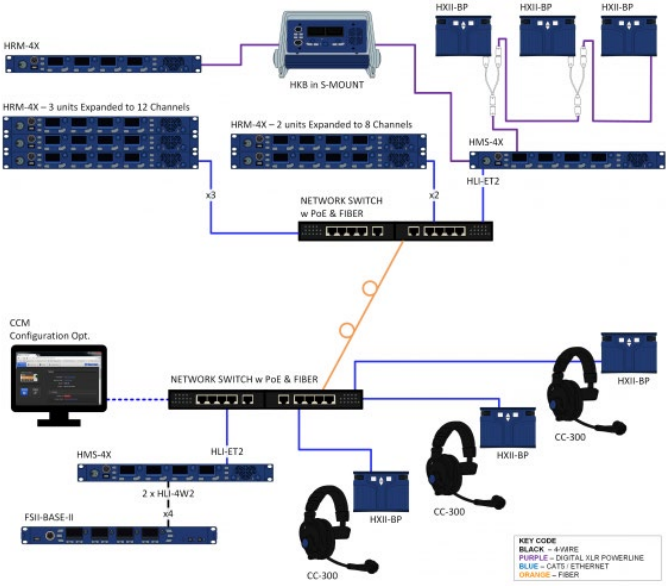 HXII-BP
HXII-BP
HXII-BP
HRM-4X
HKB in S-MOUNT
HRM-4X – 3 units Expanded to 12 Channels
HRM-4X – 2 units Expanded to 8 Channels
HMS-4X
HLI-ET2
x3
x2
NETWORK SWITCH
w PoE & FIBER
CCM
Configuration Opt.
NETWORK SWITCH w PoE & FIBER
HXII-BP
CC-300
HMS-4X
HLI-ET2
HXII-BP
2 x HLI-4W2
x4
CC-300
FSII-BASE-II
HXII-BP
CC-300
KEY CODE
BLACK – 4-WIRE
PURPLE – DIGITAL XLR POWERLINE
BLUE – CAT5 / ETHERNET
ORANGE – FIBER